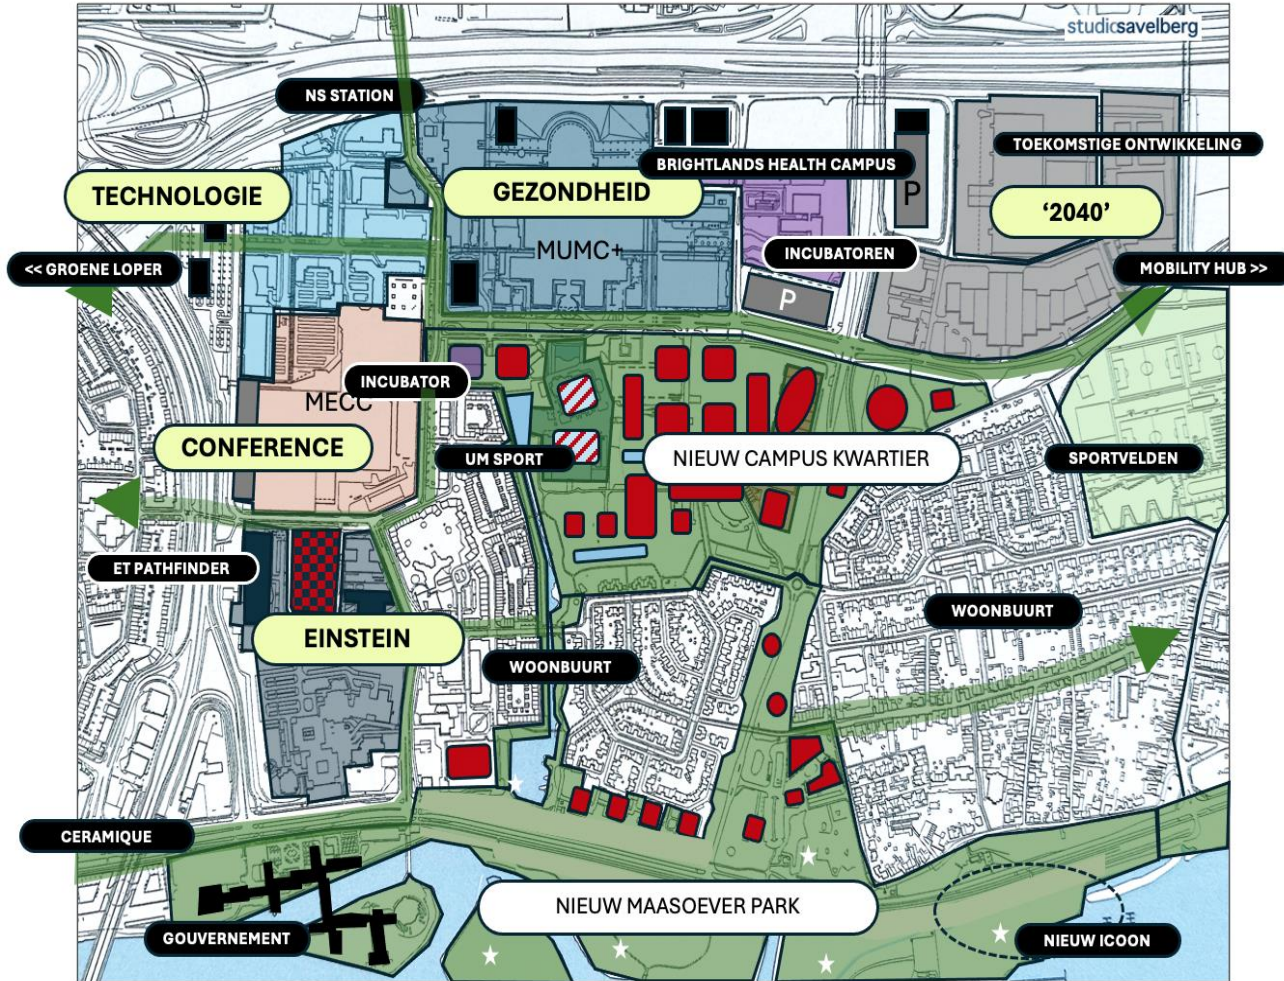 studiosavelberg
NS STATION
TOEKOMSTIGE ONTWIKKELING
BRIGHTLANDS HEALTH CAMPUS
TECHNOLOGIE
GEZONDHEID
P
'2040'
MUMC+
INCUBATOREN
<< GROENE LOPER
MOBILITY HUB >>
P
INCUBATOR
MECC
CONFERENCE
UM SPORT
NIEUW CAMPUS KWARTIER
SPORTVELDEN
ET PATHFINDER
WOONBUURT
EINSTEIN
WOONBUURT
CERAMIQUE
NIEUW MAASOEVER PARK
GOUVERNEMENT
NIEUW ICOON